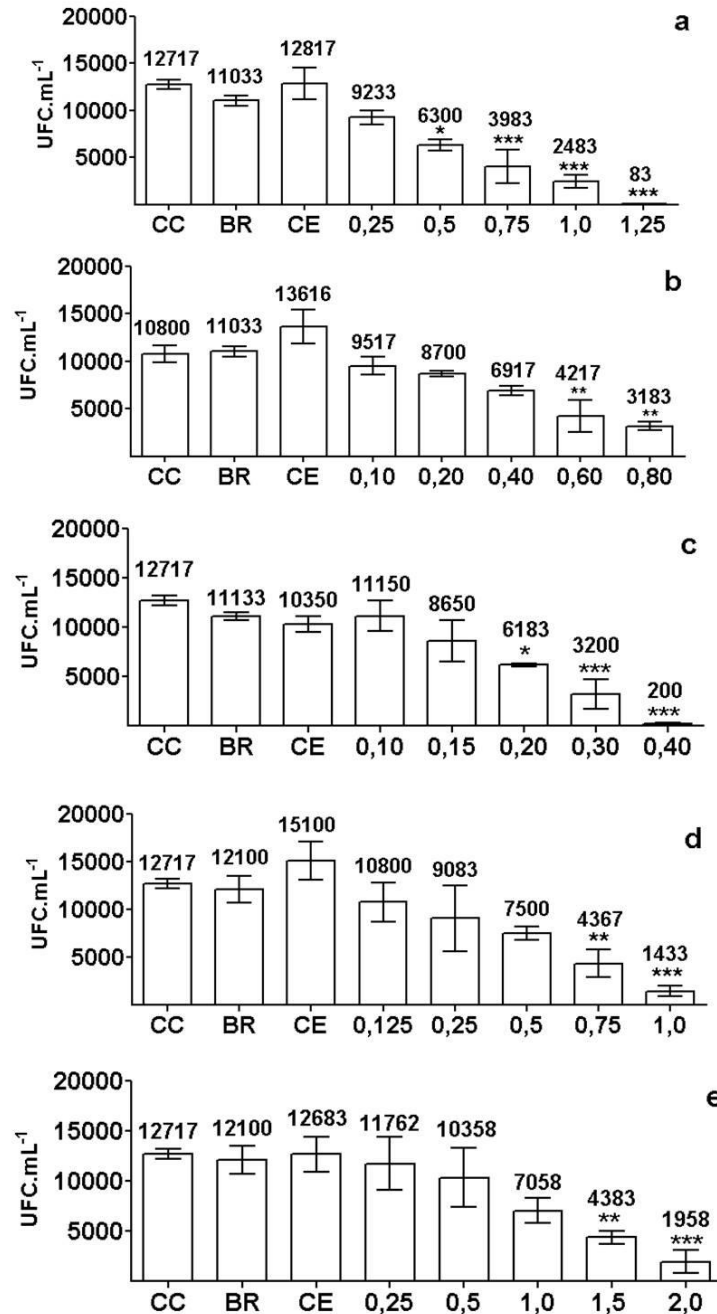 a
20000
15000
10000
5000
UFC.mL-1
12717 11033 12817 9233 6300 3983 2483 83
* *** *** ***
CC BR CE 0,25 0,5 0,75 1,0 1,25
b
20000
15000
10000
5000
UFC.mL-1
10800 11033 13616 9517 8700 6917 4217 3183
** **
CC BR CE 0,10 0,20 0,40 0,60 0,80
c
20000
15000
10000
5000
UFC.mL-1
12717 11133 10350 11150 8650 6183 3200 200
* *** ***
CC BR CE 0,10 0,15 0,20 0,30 0,40
d
20000
15000
10000
5000
UFC.mL-1
12717 12100 15100 10800 9083 7500 4367 1433
** ***
CC BR CE 0,125 0,25 0,5 0,75 1,0
e
20000
15000
10000
5000
UFC.mL-1
12717 12100 12683 11762 10358 7058 4383 1958
** ***
CC BR CE 0,25 0,5 1,0 1,5 2,0